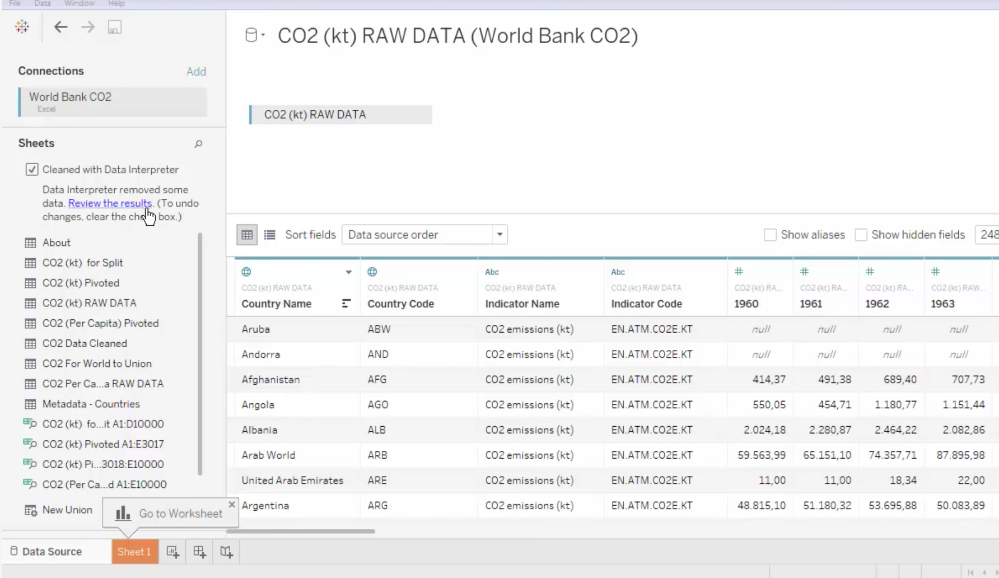 File Data Window Help
CO2 (kt) RAW DATA (World Bank CO2)
Connections Add
World Bank CO2
Excel
CO2 (kt) RAW DATA
Sheets
Cleaned with Data Interpreter
Data Interpreter removed some
data. Review the results. (To undo
changes, clear the box.)
About
CO2 (kt) for Split
CO2 (kt) Pivoted
CO2 (kt) RAW DATA
CO2 (Per Capita) Pivoted
CO2 Data Cleaned
CO2 For World to Union
CO2 Per Ca...a RAW DATA
Metadata - Countries
CO2 (kt) fo...it A1:D10000
CO2 (kt) Pivoted A1:E3017
CO2 (kt) Pi...3018:E10000
CO2 (Per Ca...d A1:E10000
New Union
Go to Worksheet
Sort fields Data source order Show aliases Show hidden fields 248
Abc Abc # # # #
CO2 (kt) RAW DATA CO2 (kt) RAW DATA CO2 (kt) RAW DATA CO2 (kt) RAW DATA CO2 (kt) RA... CO2 (kt) RA... CO2 (kt) RA... CO2 (kt) RAW...
Country Name Country Code Indicator Name Indicator Code 1960 1961 1962 1963
Aruba ABW CO2 emissions (kt) EN.ATM.CO2E.KT null null null null
Andorra AND CO2 emissions (kt) EN.ATM.CO2E.KT null null null null
Afghanistan AFG CO2 emissions (kt) EN.ATM.CO2E.KT 414,37 491,38 689,40 707,73
Angola AGO CO2 emissions (kt) EN.ATM.CO2E.KT 550,05 454,71 1.180,77 1.151,44
Albania ALB CO2 emissions (kt) EN.ATM.CO2E.KT 2.024,18 2.280,87 2.464,22 2.082,86
Arab World ARB CO2 emissions (kt) EN.ATM.CO2E.KT 59.563,99 65.151,10 74.357,71 87.895,98
United Arab Emirates ARE CO2 emissions (kt) EN.ATM.CO2E.KT 11,00 11,00 18,34 22,00
Argentina ARG CO2 emissions (kt) EN.ATM.CO2E.KT 48.815,10 51.180,32 53.695,88 50.083,89
Data Source Sheet 1